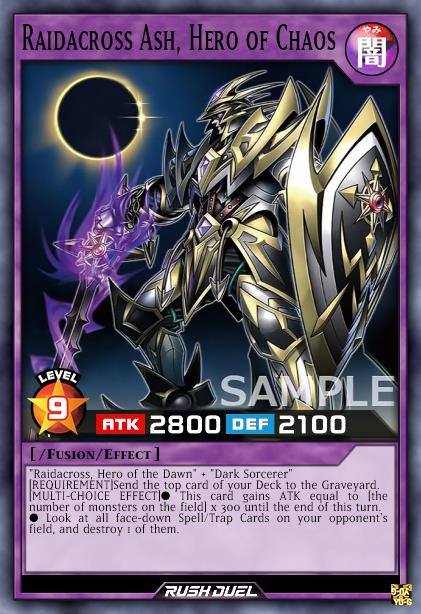 Raidacross Ash, Hero of Chaos
やみ
闇
SAMPLE
LEVEL
9
ATK 2800 DEF 2100
[/Fusion/Effect]
"Raidacross, Hero of the Dawn" + "Dark Sorcerer"
[REQUIREMENT]Send the top card of your Deck to the Graveyard.
[MULTI-CHOICE EFFECT]● This card gains ATK equal to [the
number of monsters on the field] x 300 until the end of this turn.
● Look at all face-down Spell/Trap Cards on your opponent's
field, and destroy 1 of them.
RUSH DUEL